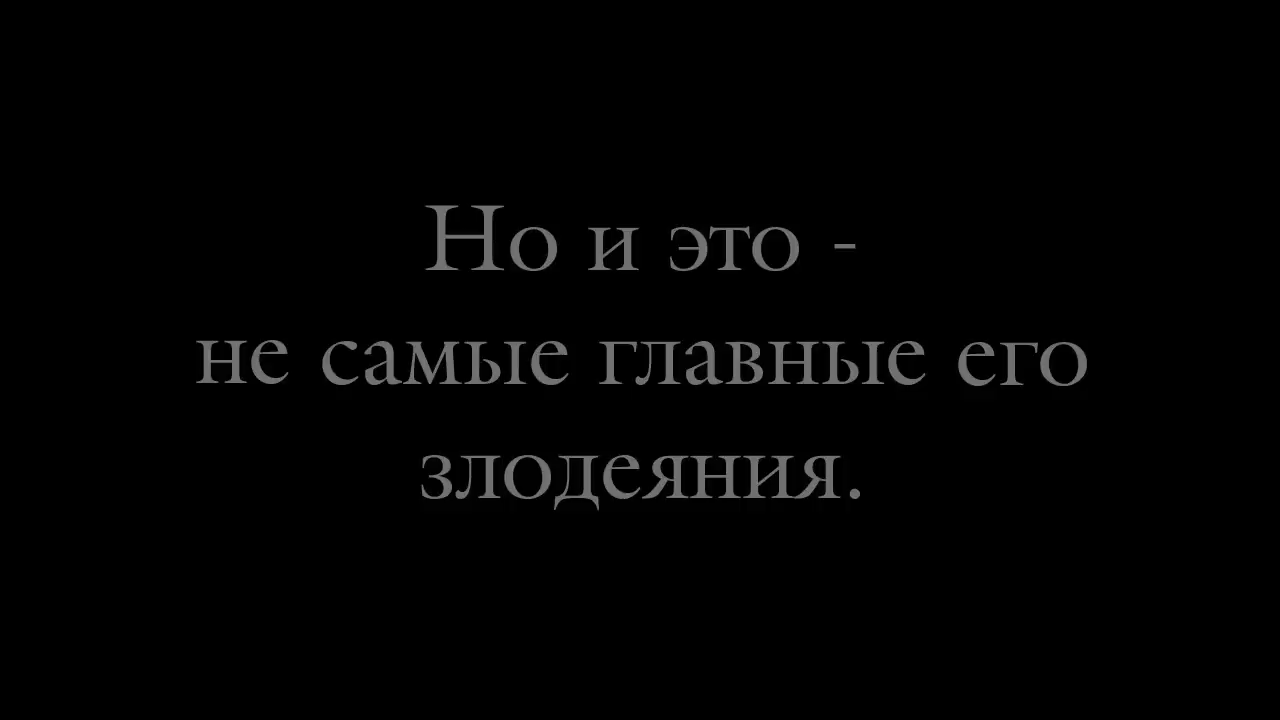 Но и это -
не самые главные его
злодеяния.